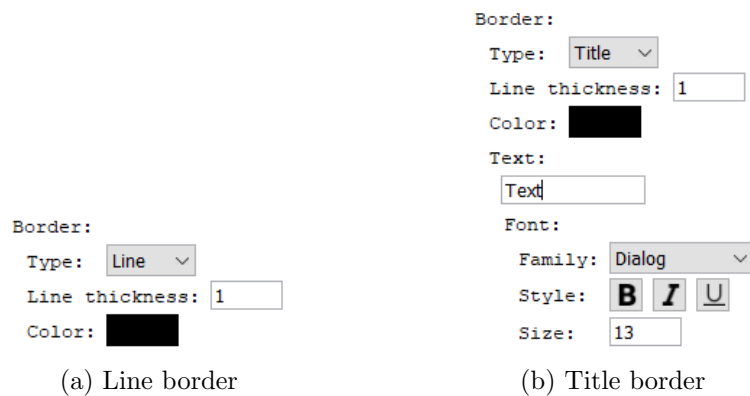 Border:
Type: Line
Line thickness: 1
Color:
(a) Line border
Border:
Type: Title
Line thickness: 1
Color:
Text:
Text
Font:
Family: Dialog
Style: B I U
Size: 13
(b) Title border